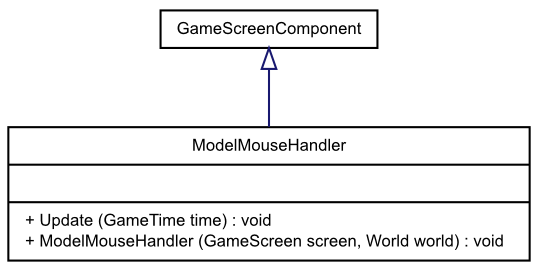 GameScreenComponent
ModelMouseHandler
+ Update (GameTime time) : void
+ ModelMouseHandler (GameScreen screen, World world) : void